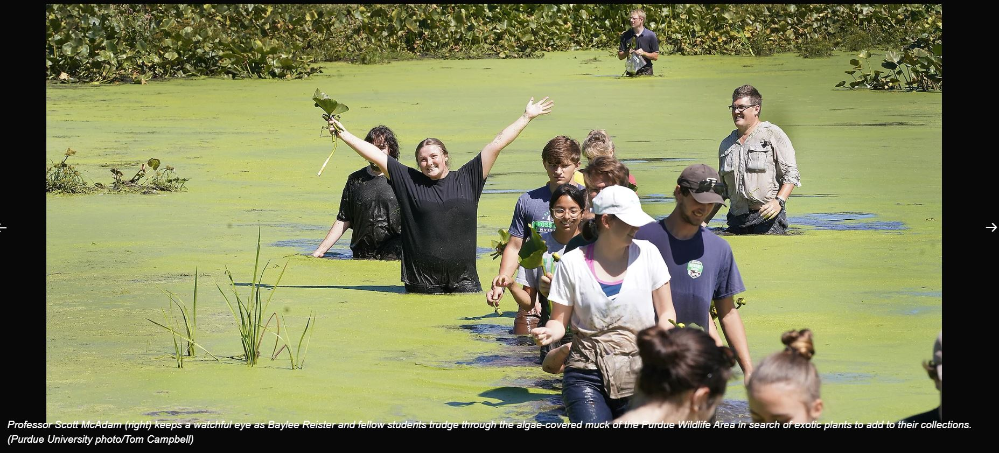 Professor Scott McAdam (right) keeps a watchful eye as Baylee Reister and fellow students trudge through the algae-covered muck of the Purdue Wildlife Area in search of exotic plants to add to their collections.
(Purdue University photo/Tom Campbell)